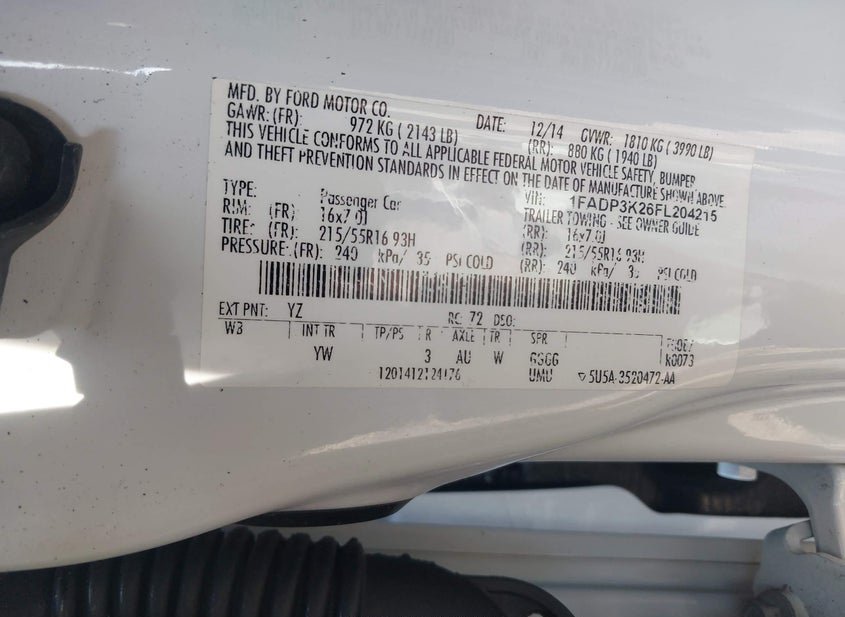 MFD. BY FORD MOTOR CO. DATE: 12/14 GVWR: 1810 KG ( 3990 LB)
GAWR: (FR) 972 KG ( 2143 LB) (RR) 880 KG ( 1940 LB)
THIS VEHICLE CONFORMS TO ALL APPLICABLE FEDERAL MOTOR VEHICLE SAFETY, BUMPER
AND THEFT PREVENTION STANDARDS IN EFFECT ON THE DATE OF MANUFACTURE SHOWN ABOVE
VIN: 1FADP3K26FL204215
TYPE: Passenger Car TRAILER TOWING - SEE OWNER GUIDE
RIM: (FR) 16x7.0J (RR) 16x7.0J
TIRE: (FR) 215/55R16 93H (RR) 215/55R16 93H
PRESSURE: (FR) 240 kPa/ 35 PSI COLD (RR) 240 kPa/ 35 PSI COLD
EXT PNT: YZ RC: 72 DSO:
WB INT TR TP/PS R AXLE TR SPR
YW 3 AU W K0073
1201412124176 UMU 5U5A-3520472-AA